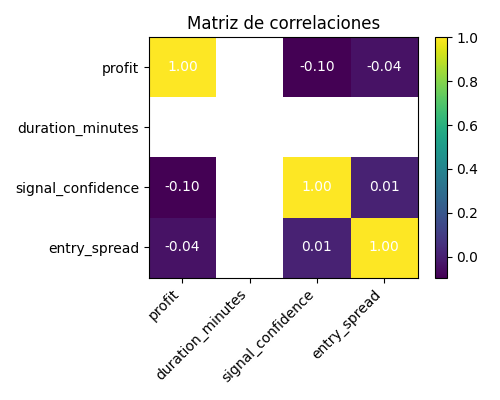 Matriz de correlaciones
profit 1.00 -0.10 -0.04
duration_minutes
signal_confidence -0.10 1.00 0.01
entry_spread -0.04 0.01 1.00
profit
duration_minutes
signal_confidence
entry_spread
1.0
0.8
0.6
0.4
0.2
0.0